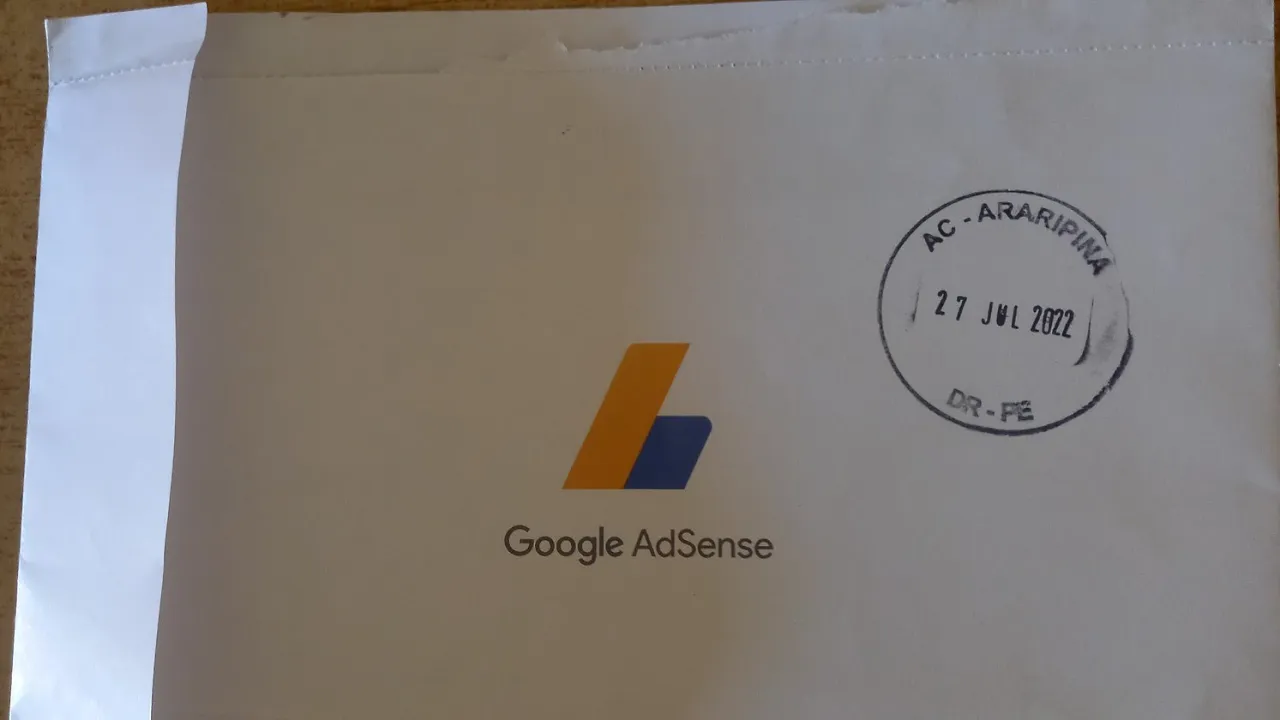 AC - ARARIPINA
27 JUL 2022
DR - PE
Google AdSense